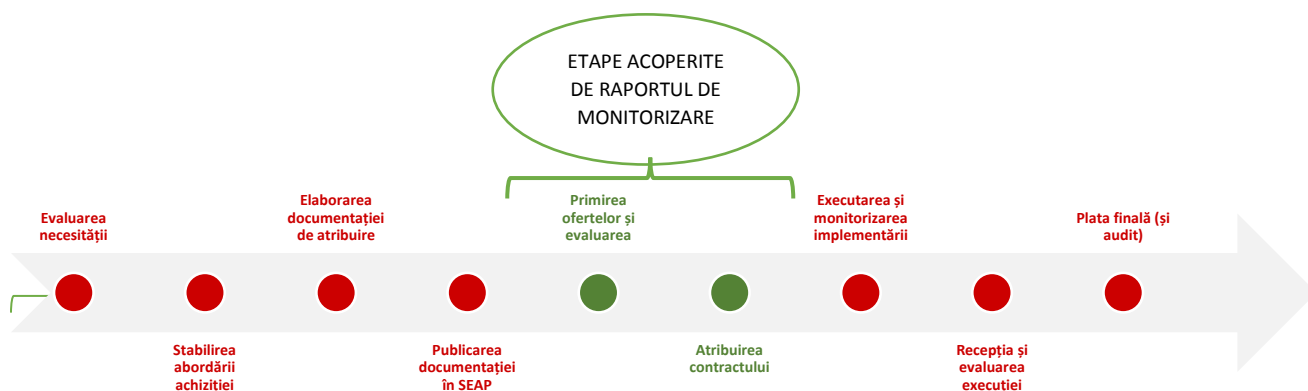 ETAPE ACOPERITE
DE RAPORTUL DE
MONITORIZARE
Evaluarea
necesității
Stabilirea
abordării
achiziției
Elaborarea
documentației
de atribuire
Publicarea
documentației
în SEAP
Primirea
ofertelor și
evaluarea
Atribuirea
contractului
Executarea și
monitorizarea
implementării
Recepția și
evaluarea
execuției
Plata finală (și
audit)